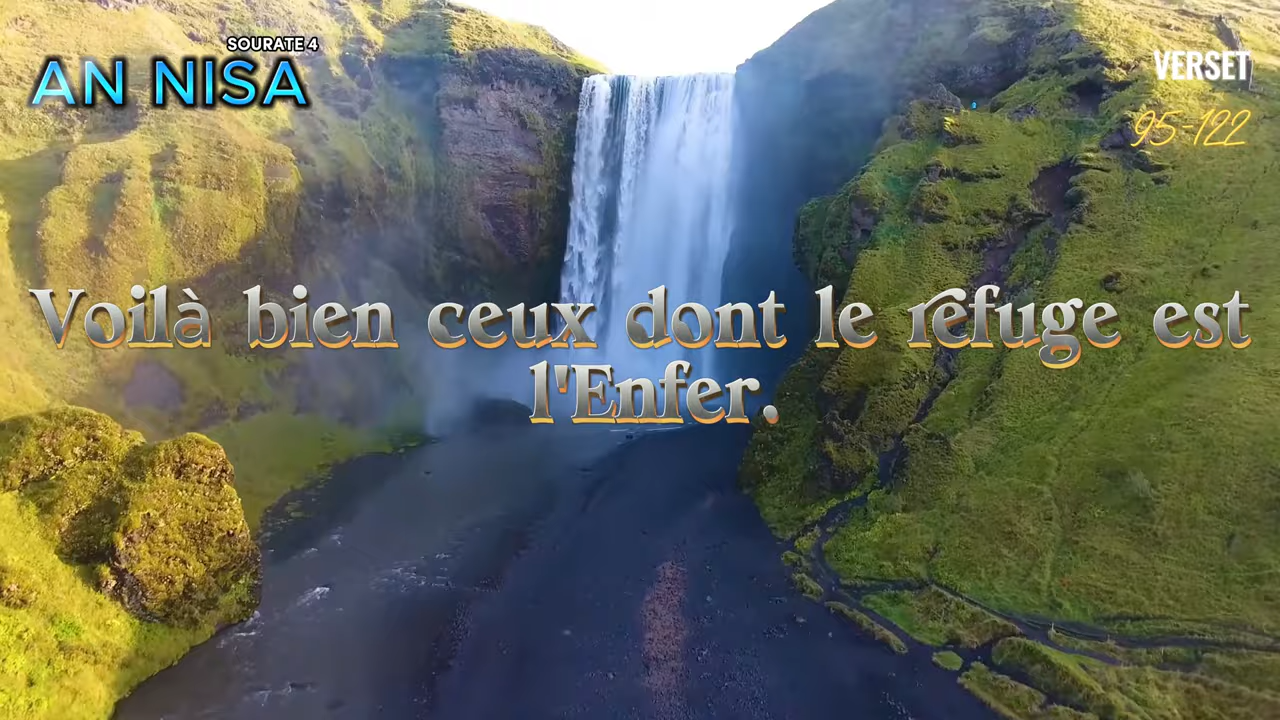 SOURATE 4
AN NISA
VERSET
95-122
Voilà bien ceux dont le refuge est
l'Enfer.